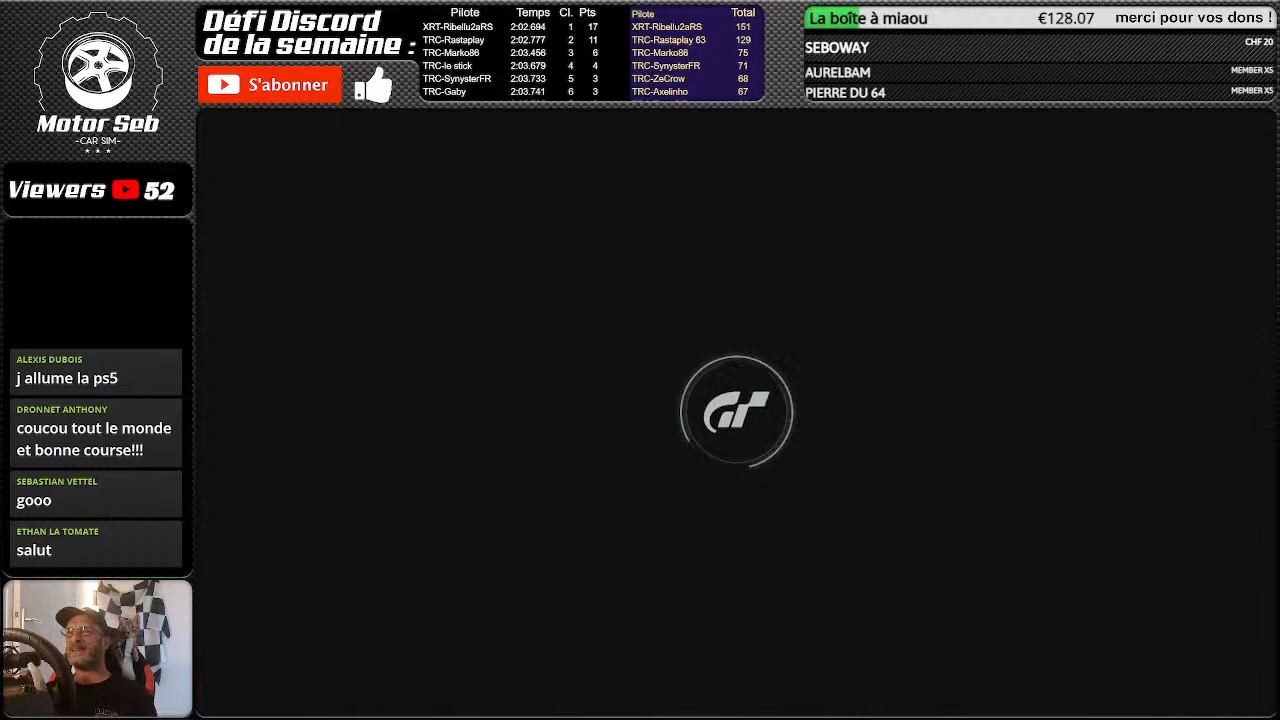 Motor Seb
-CAR SIM-
Viewers 52
Défi Discord
de la semaine :
S'abonner
Pilote Temps Cl. Pts
XRT-Ribellu2aRS 2:02.694 1 17
TRC-Rastaplay 2:02.777 2 11
TRC-Marko86 2:03.456 3 6
TRC-le stick 2:03.679 4 4
TRC-SynysterFR 2:03.733 5 3
TRC-Gaby 2:03.741 6 3
Pilote Total
XRT-Ribellu2aRS 151
TRC-Rastaplay 63 129
TRC-Marko86 75
TRC-SynysterFR 71
TRC-ZeCrow 68
TRC-Axelinho 67
La boîte à miaou €128.07 merci pour vos dons !
SEBOWAY CHF 20
AURELBAM MEMBER X5
PIERRE DU 64 MEMBER X5
ALEXIS DUBOIS
j allume la ps5
DRONNET ANTHONY
coucou tout le monde
et bonne course!!!
SEBASTIAN VETTEL
gooo
ETHAN LA TOMATE
salut
GT